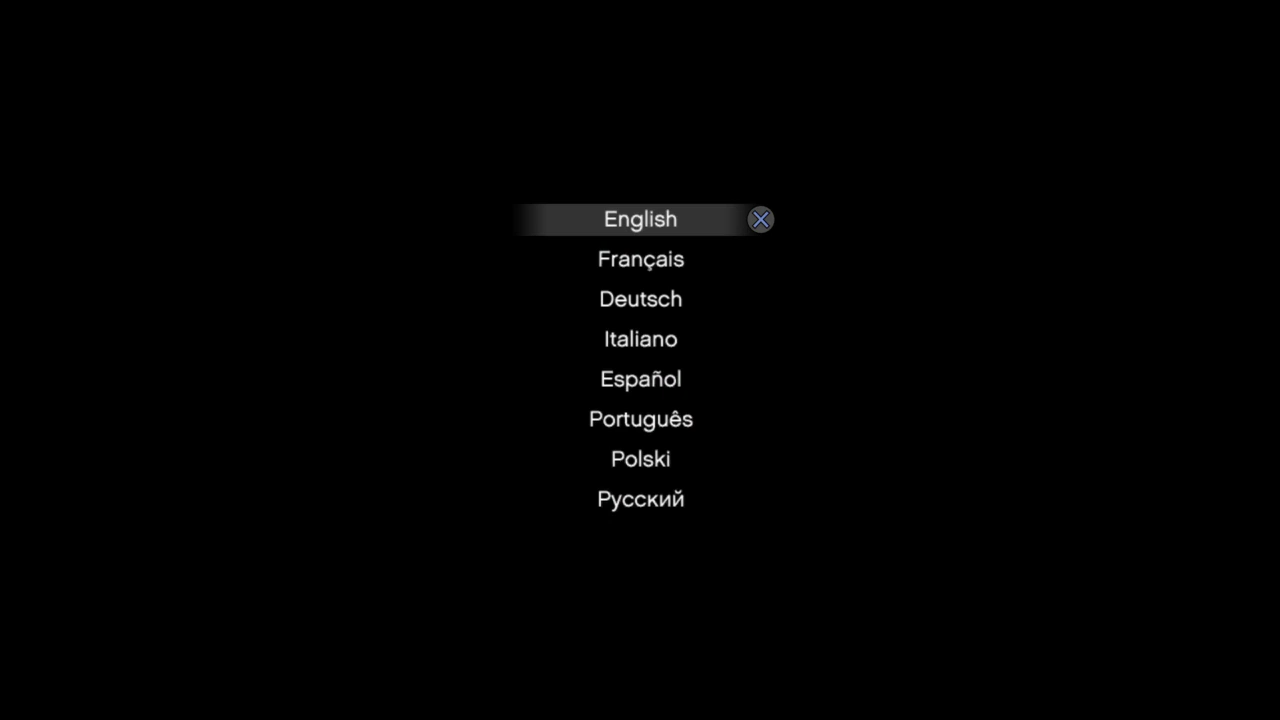 English
Français
Deutsch
Italiano
Español
Português
Polski
Русский